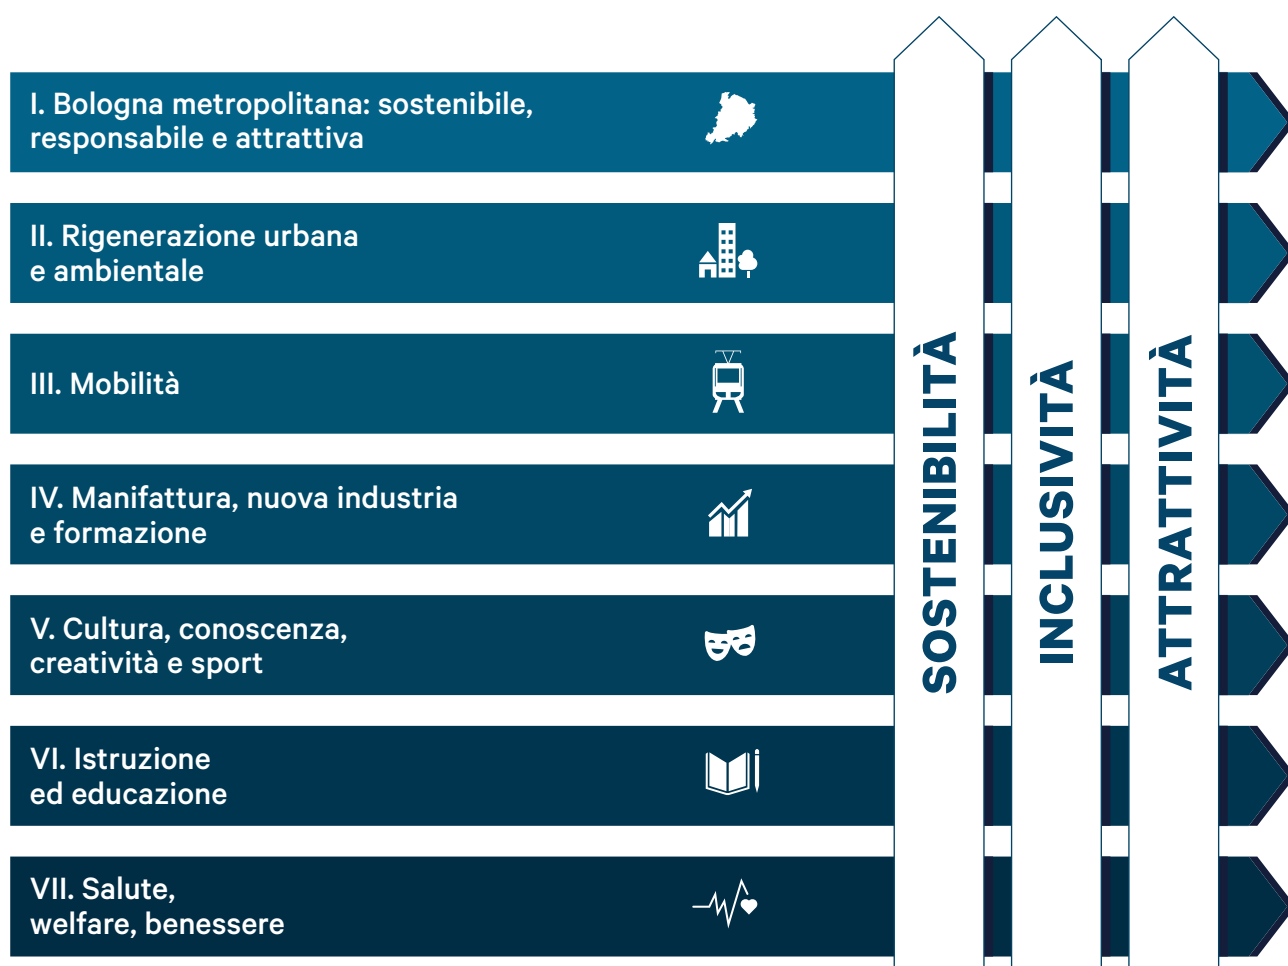 I. Bologna metropolitana: sostenibile,
responsabile e attrattiva
II. Rigenerazione urbana
e ambientale
III. Mobilità
IV. Manifattura, nuova industria
e formazione
V. Cultura, conoscenza,
creatività e sport
VI. Istruzione
ed educazione
VII. Salute,
welfare, benessere
SOSTENIBILITÀ
INCLUSIVITÀ
ATTRATTIVITÀ